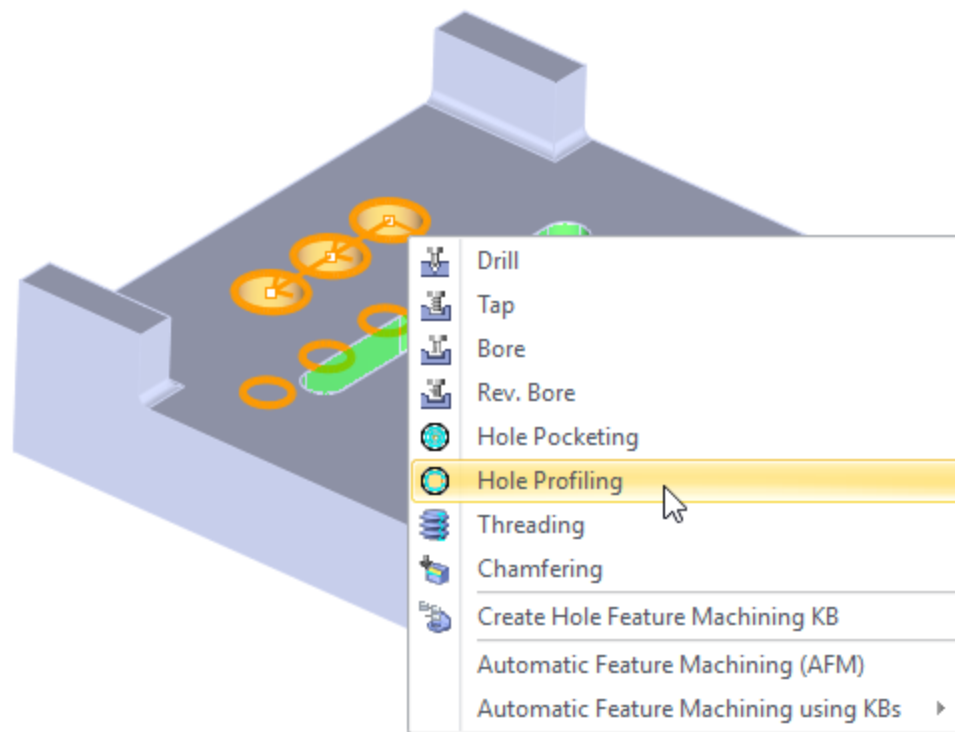 Drill
Tap
Bore
Rev. Bore
Hole Pocketing
Hole Profiling
Threading
Chamfering
Create Hole Feature Machining KB
Automatic Feature Machining (AFM)
Automatic Feature Machining using KBs